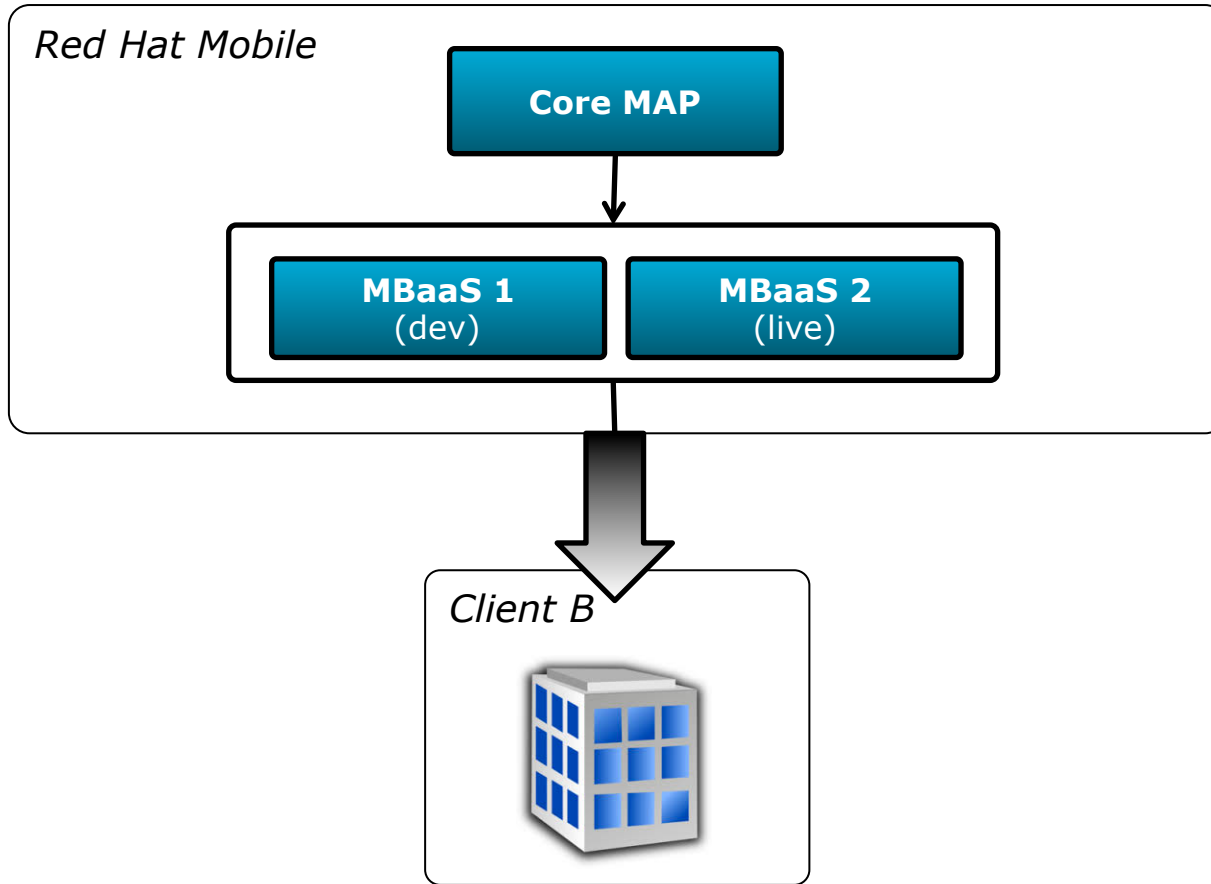 Red Hat Mobile
Core MAP
MBaaS 1
(dev)
MBaaS 2
(live)
Client B